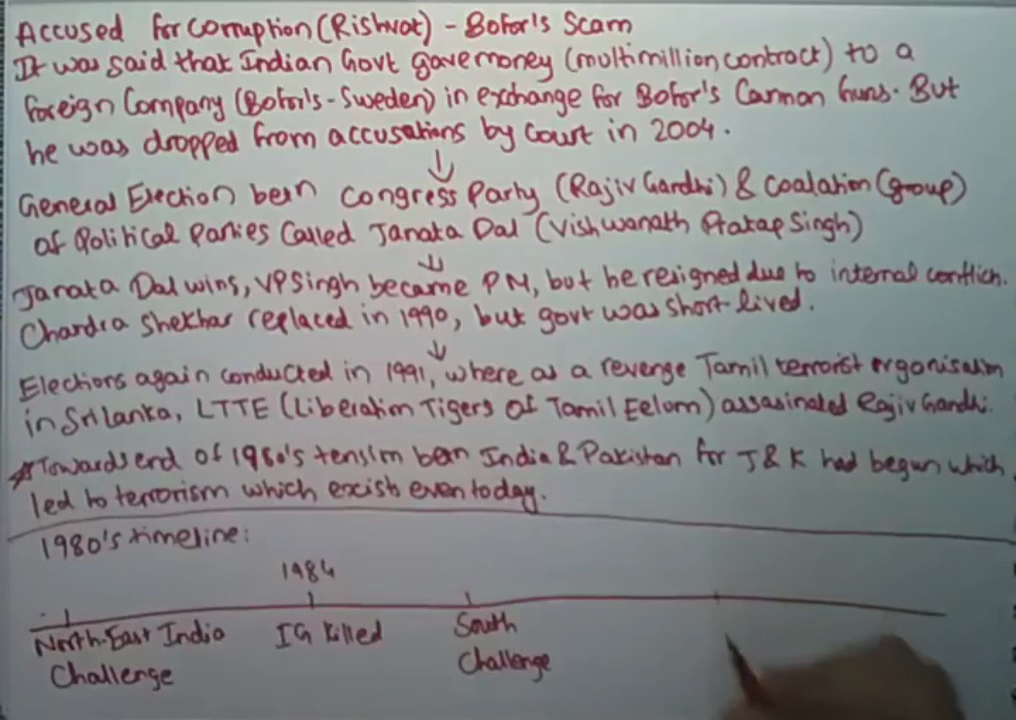 Accused for Corruption (Rishvat) - Bofor's Scam
It was said that Indian Govt gave money (multimillion contract) to a
foreign Company (Bofor's - Sweden) in exchange for Bofor's Canmon Guns. But
he was dropped from accusations by Court in 2004.
↓
General Election betn Congress Party (Rajiv Gandhi) & Coalation (group)
of Political Parties Called Janata Dal (Vishwanath Pratap Singh)
↓
Janata Dal wins, VP Singh became PM, but he resigned due to internal conflict.
Chandra Shekhar replaced in 1990, but govt was short lived.
↓
Elections again conducted in 1991, where as a revenge Tamil terrorist organisation
in Sri Lanka, LTTE (Liberation Tigers of Tamil Eelam) assasinated Rajiv Gandhi.
* Towards end of 1980's tension betn India & Pakistan for J & K had begun which
led to terrorism which excist even today.
1980's timeline:
1984
North-East India IG Killed South
Challenge Challenge